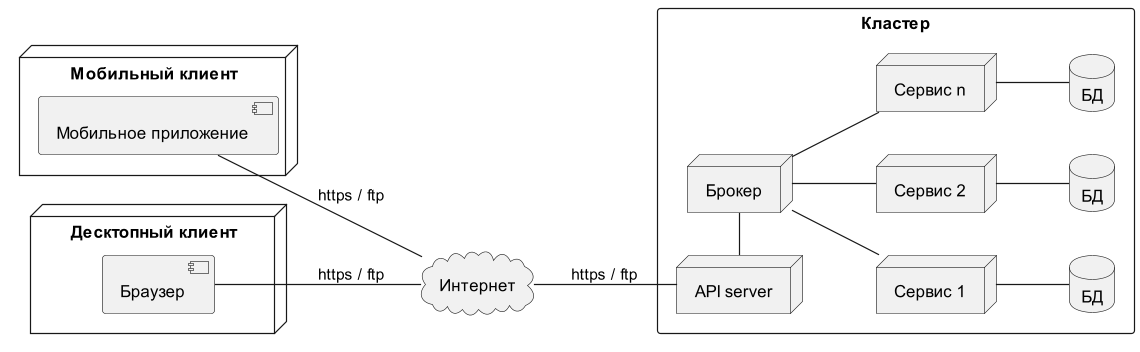 Кластер
Мобильный клиент
Мобильное приложение
Сервис n
БД
https / ftp
Брокер
Сервис 2
БД
Десктопный клиент
Браузер
https / ftp
Интернет
https / ftp
API server
Сервис 1
БД